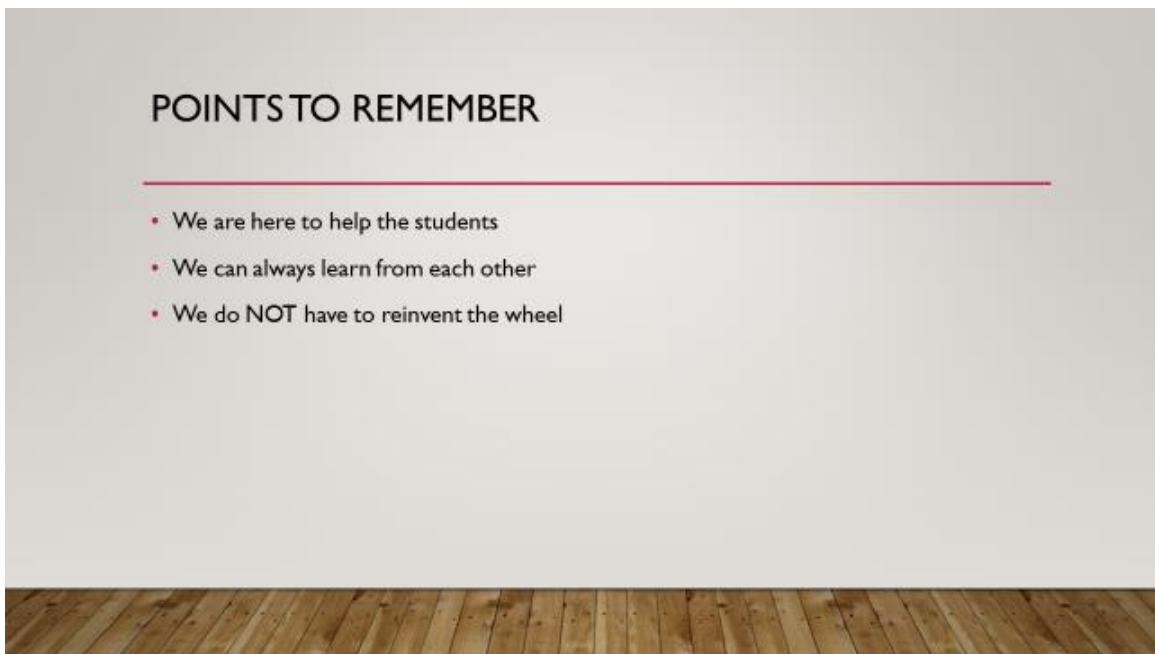 POINTS TO REMEMBER
• We are here to help the students
• We can always learn from each other
• We do NOT have to reinvent the wheel